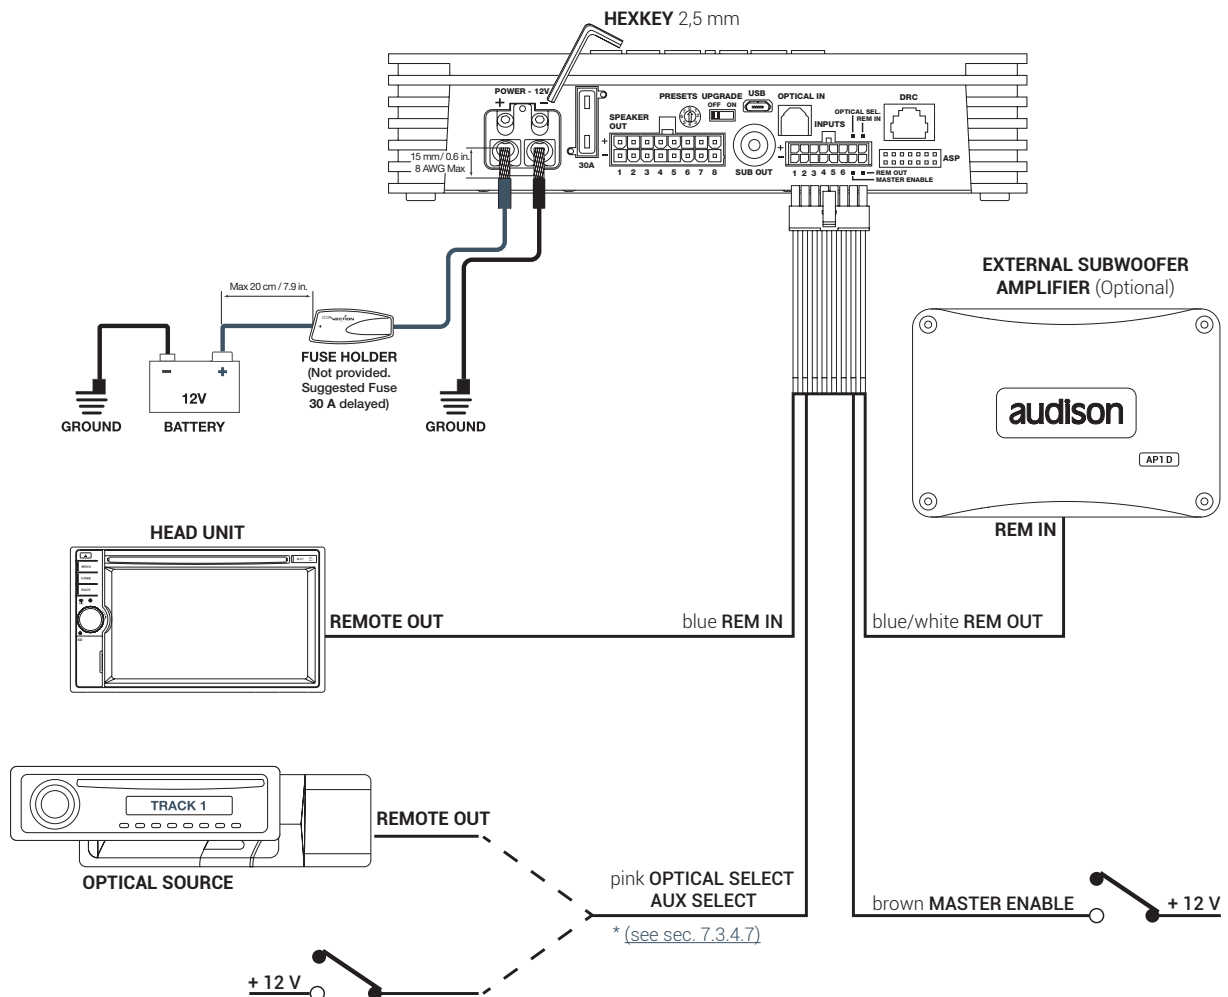 HEXKEY 2,5 mm
POWER - 12V
+ -
15 mm/ 0.6 in.
8 AWG Max
30A
SPEAKER
OUT
+
-
1 2 3 4 5 6 7 8
PRESETS
UPGRADE
OFF ON
USB
SUB OUT
OPTICAL IN
INPUTS
OPTICAL SEL.
REM IN
+
-
1 2 3 4 5 6
REM OUT
MASTER ENABLE
DRC
ASP
Max 20 cm / 7.9 in.
CONNECTION
+
FUSE HOLDER
(Not provided.
Suggested Fuse
30 A delayed)
- +
12V
GROUND
BATTERY
GROUND
EXTERNAL SUBWOOFER
AMPLIFIER (Optional)
audison
AP1 D
REM IN
HEAD UNIT
MENU
HOME
BACK
REMOTE OUT
blue REM IN
blue/white REM OUT
TRACK 1
REMOTE OUT
OPTICAL SOURCE
pink OPTICAL SELECT
AUX SELECT
* (see sec. 7.3.4.7)
brown MASTER ENABLE
+ 12 V
+ 12 V